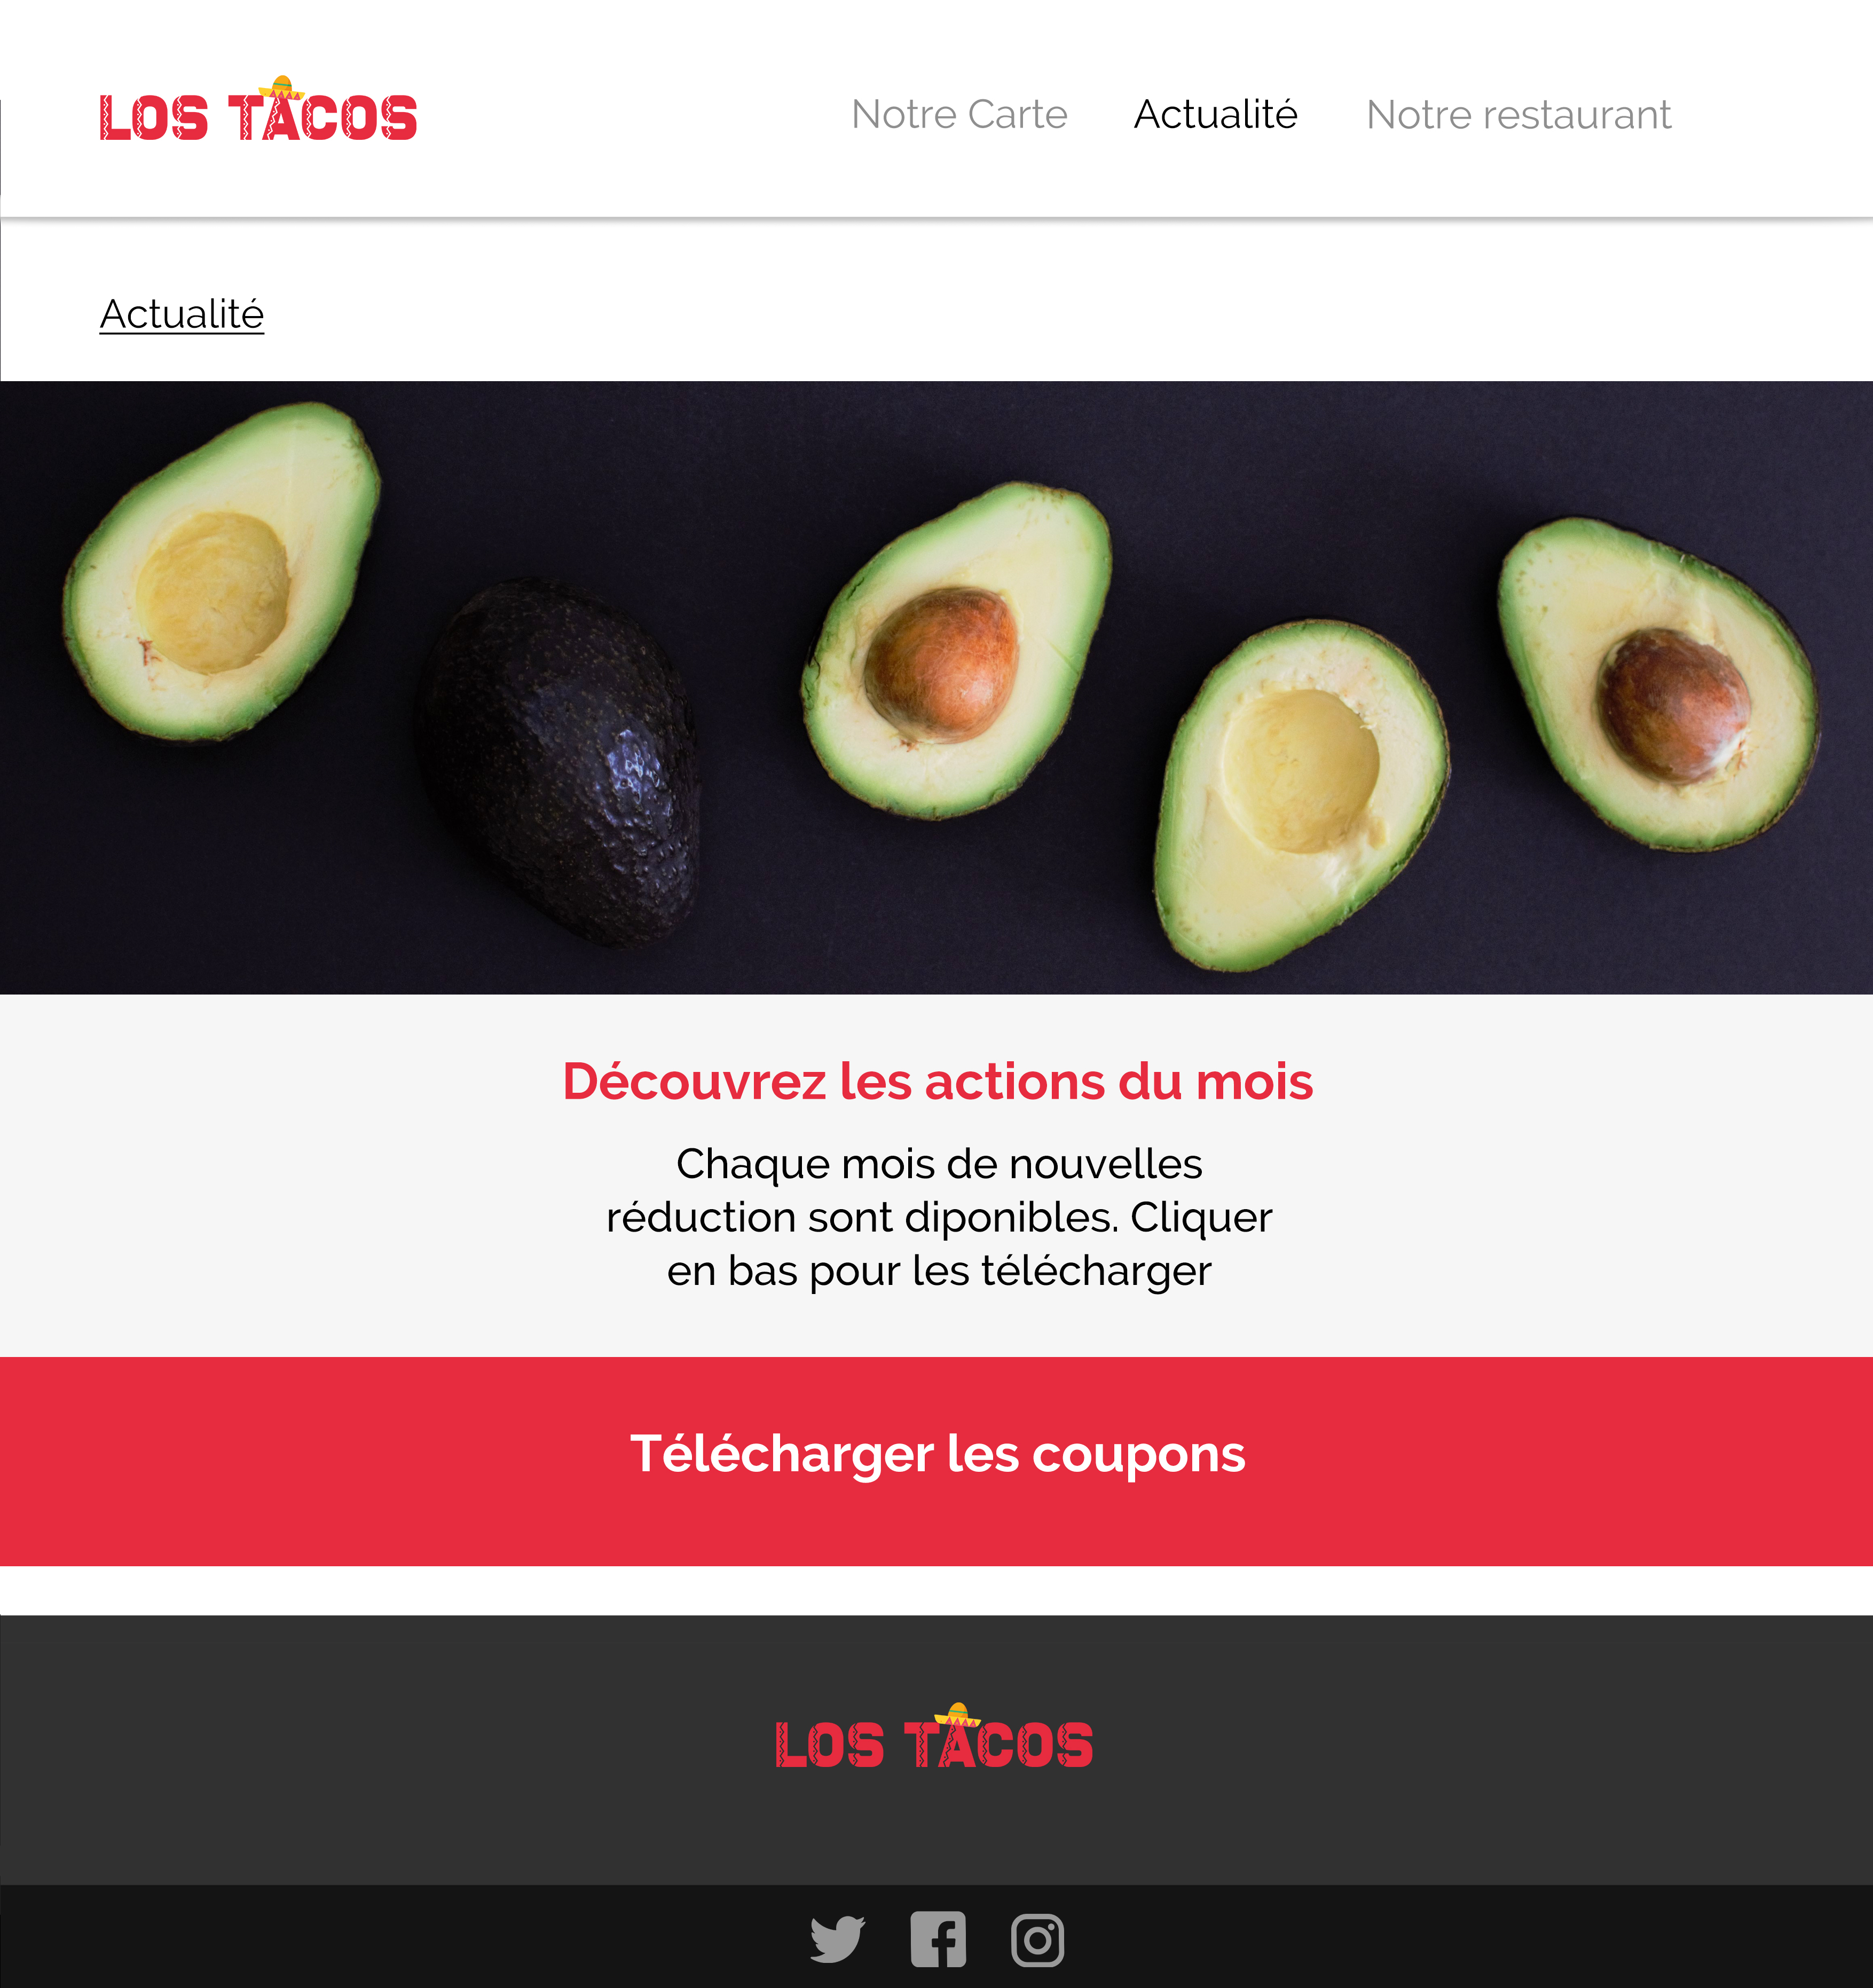 LOS TACOS
Notre Carte
Actualité
Notre restaurant
Actualité
Découvrez les actions du mois
Chaque mois de nouvelles
réduction sont diponibles. Cliquer
en bas pour les télécharger
Télécharger les coupons
LOS TACOS